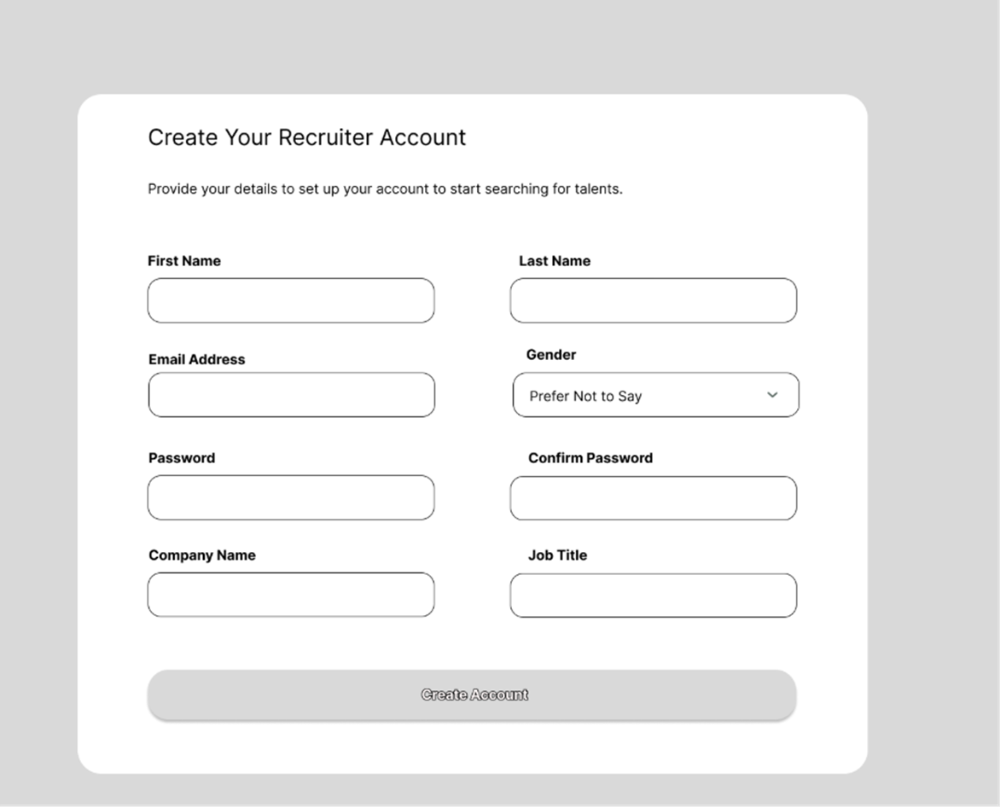 Create Your Recruiter Account
Provide your details to set up your account to start searching for talents.
First Name
Last Name
Email Address
Gender
Prefer Not to Say
Password
Confirm Password
Company Name
Job Title
Create Account